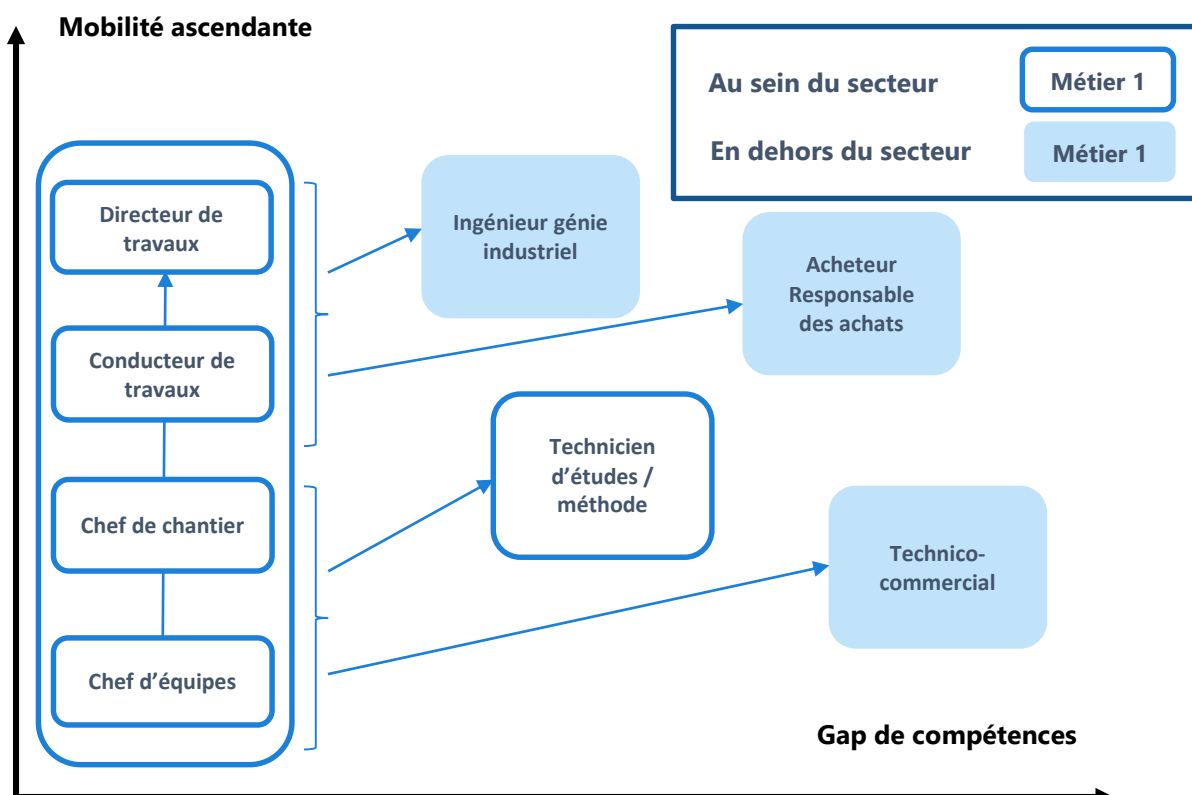 Mobilité ascendante
Au sein du secteur
Métier 1
En dehors du secteur
Métier 1
Directeur de
travaux
Conducteur de
travaux
Chef de chantier
Chef d’équipes
Ingénieur génie
industriel
Acheteur
Responsable
des achats
Technicien
d’études /
méthode
Technico-
commercial
Gap de compétences